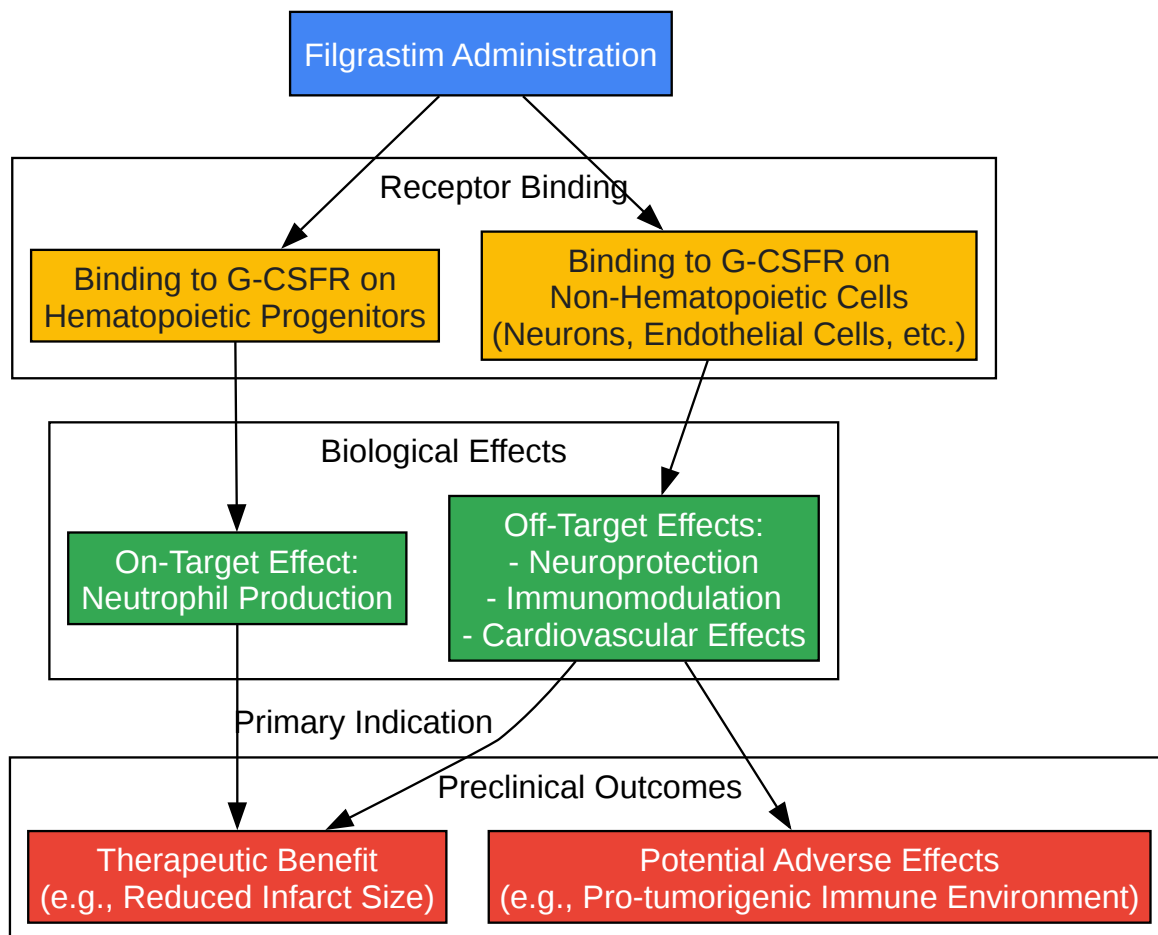 Filgrastim Administration
Receptor Binding
Binding to G-CSFR on
Hematopoietic Progenitors
Binding to G-CSFR on
Non-Hematopoietic Cells
(Neurons, Endothelial Cells, etc.)
Biological Effects
On-Target Effect:
Neutrophil Production
Off-Target Effects:
- Neuroprotection
- Immunomodulation
- Cardiovascular Effects
Primary Indication
Preclinical Outcomes
Therapeutic Benefit
(e.g., Reduced Infarct Size)
Potential Adverse Effects
(e.g., Pro-tumorigenic Immune Environment)